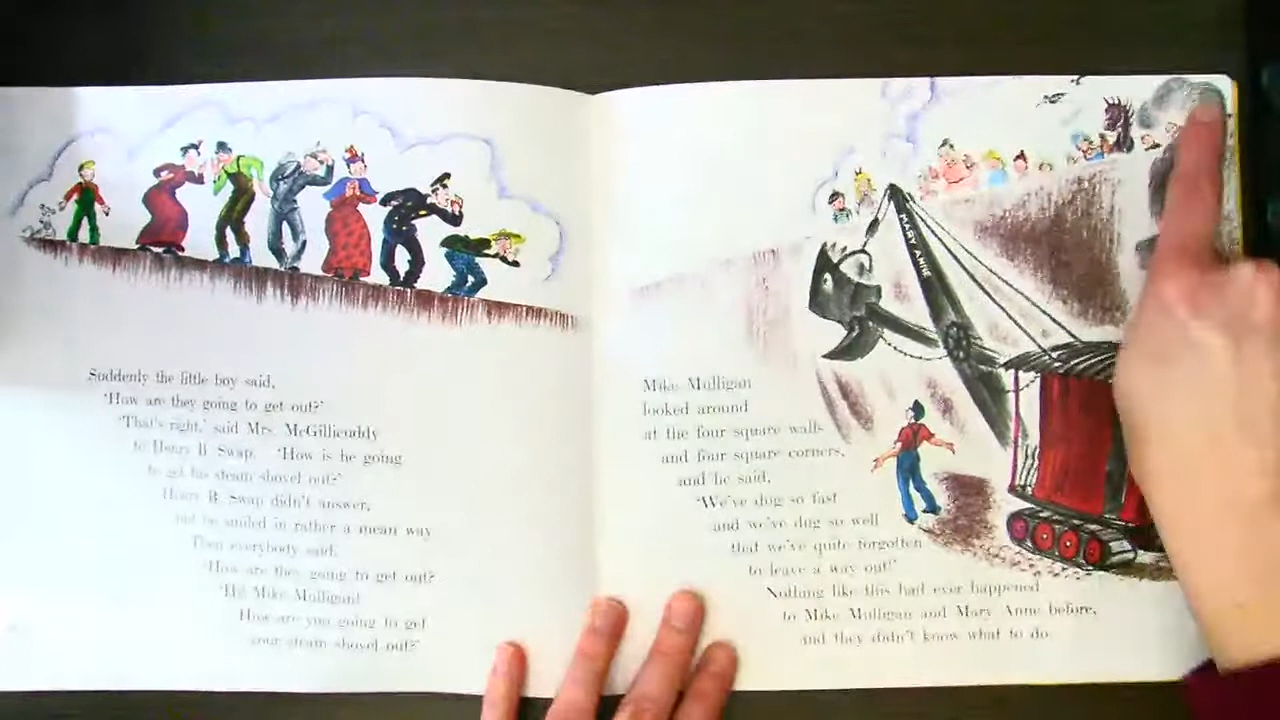 Suddenly the little boy said,
'How are they going to get out?'
'That's right,' said Mrs. McGillicuddy
to Henry B. Swap. 'How is he going
to get his steam shovel out?'
Henry B. Swap didn't answer,
but he smiled in rather a mean way.
Then everybody said,
'How are they going to get out?
'Hi! Mike Mulligan!
How are you going to get
your steam shovel out?'
MARY ANNE
Mike Mulligan
looked around
at the four square walls
and four square corners,
and he said,
'We've dug so fast
and we've dug so well
that we've quite forgotten
to leave a way out!'
Nothing like this had ever happened
to Mike Mulligan and Mary Anne before,
and they didn't know what to do.